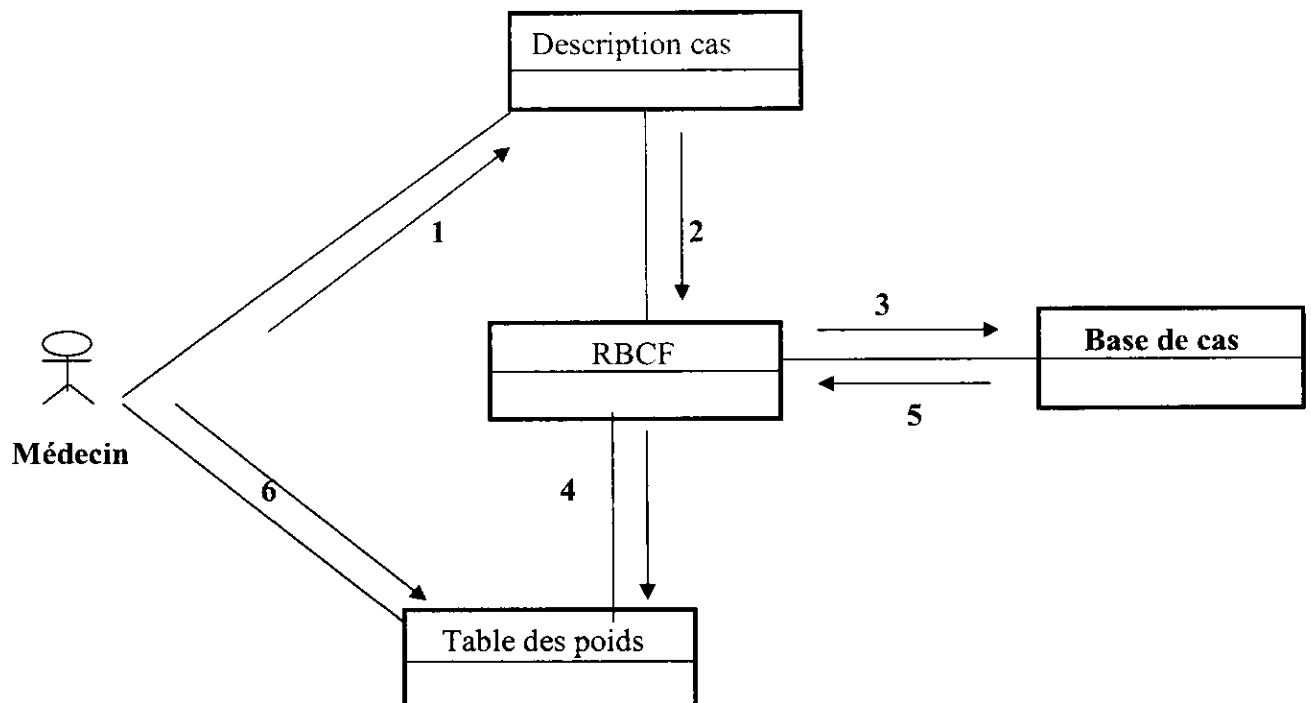 Description cas
1
2
3
RBCF
Base de cas
5
Médecin
6
4
Table des poids